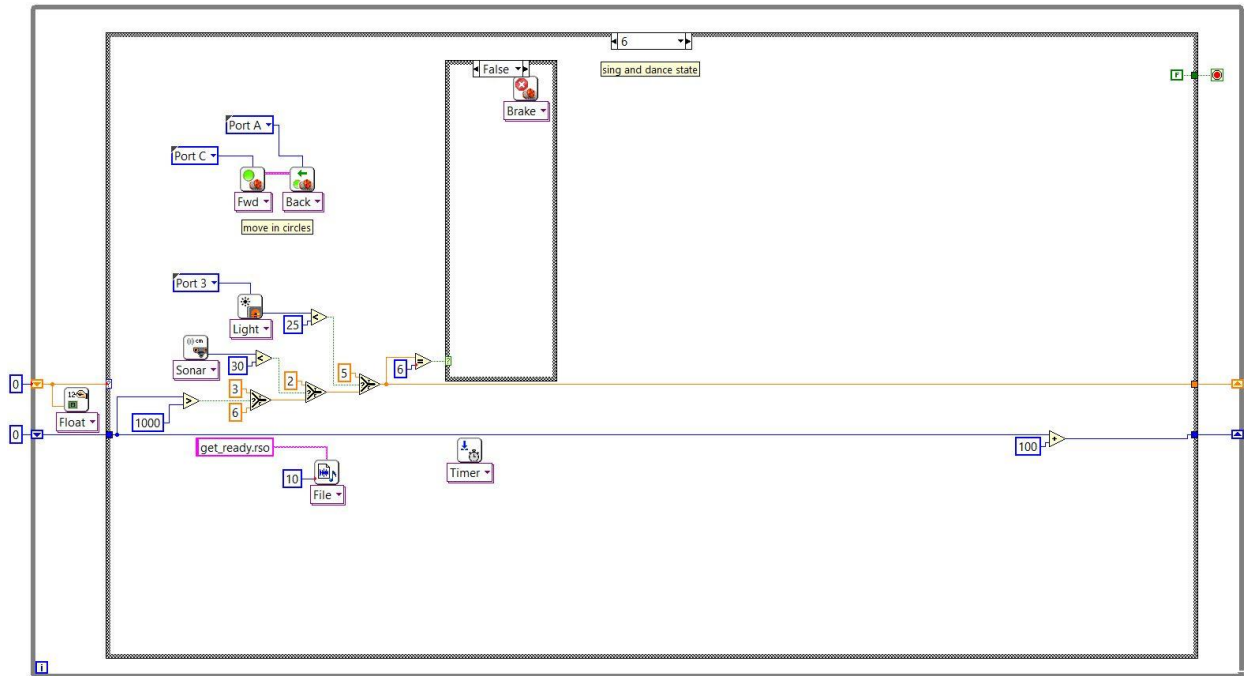 6
sing and dance state
False
F
Brake
Port A
Port C
Fwd
Back
move in circles
Port 3
Light
25
cm
Sonar
30
5
6
2
3
6
0
Float
1000
0
100
get_ready.rso
10
File
Timer
i